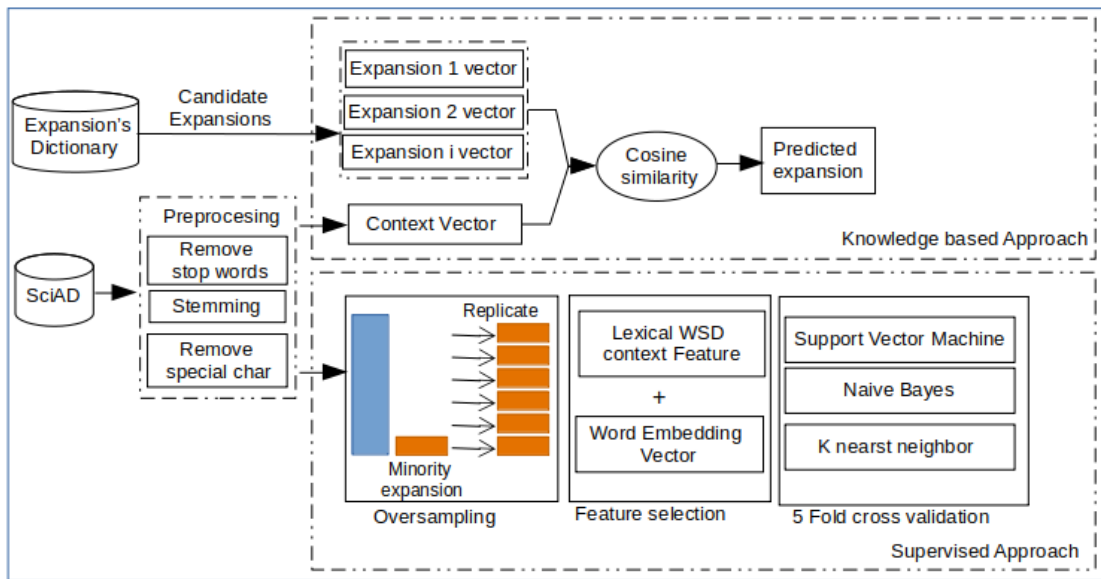 Expansion's
Dictionary
Candidate
Expansions
Expansion 1 vector
Expansion 2 vector
Expansion i vector
Cosine
similarity
Predicted
expansion
Context Vector
Knowledge based Approach
SciAD
Preprocesing
Remove
stop words
Stemming
Remove
special char
Replicate
Minority
expansion
Oversampling
Lexical WSD
context Feature
+
Word Embedding
Vector
Feature selection
Support Vector Machine
Naive Bayes
K nearst neighbor
5 Fold cross validation
Supervised Approach